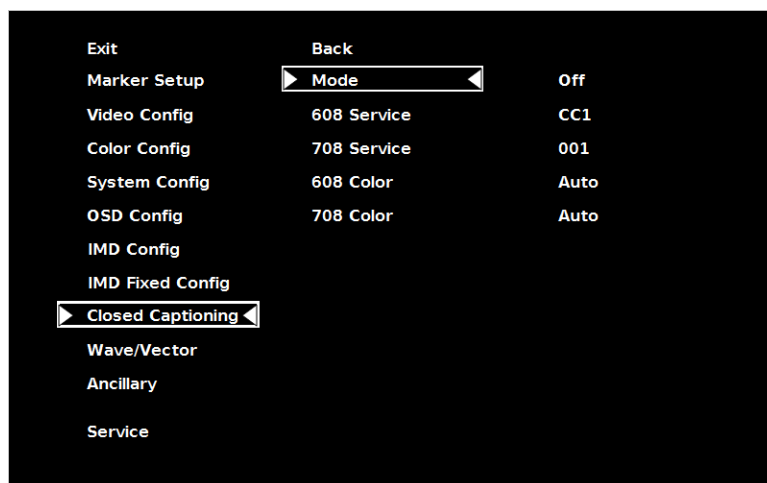 Exit Back
Marker Setup Mode Off
Video Config 608 Service CC1
Color Config 708 Service 001
System Config 608 Color Auto
OSD Config 708 Color Auto
IMD Config
IMD Fixed Config
Closed Captioning
Wave/Vector
Ancillary
Service